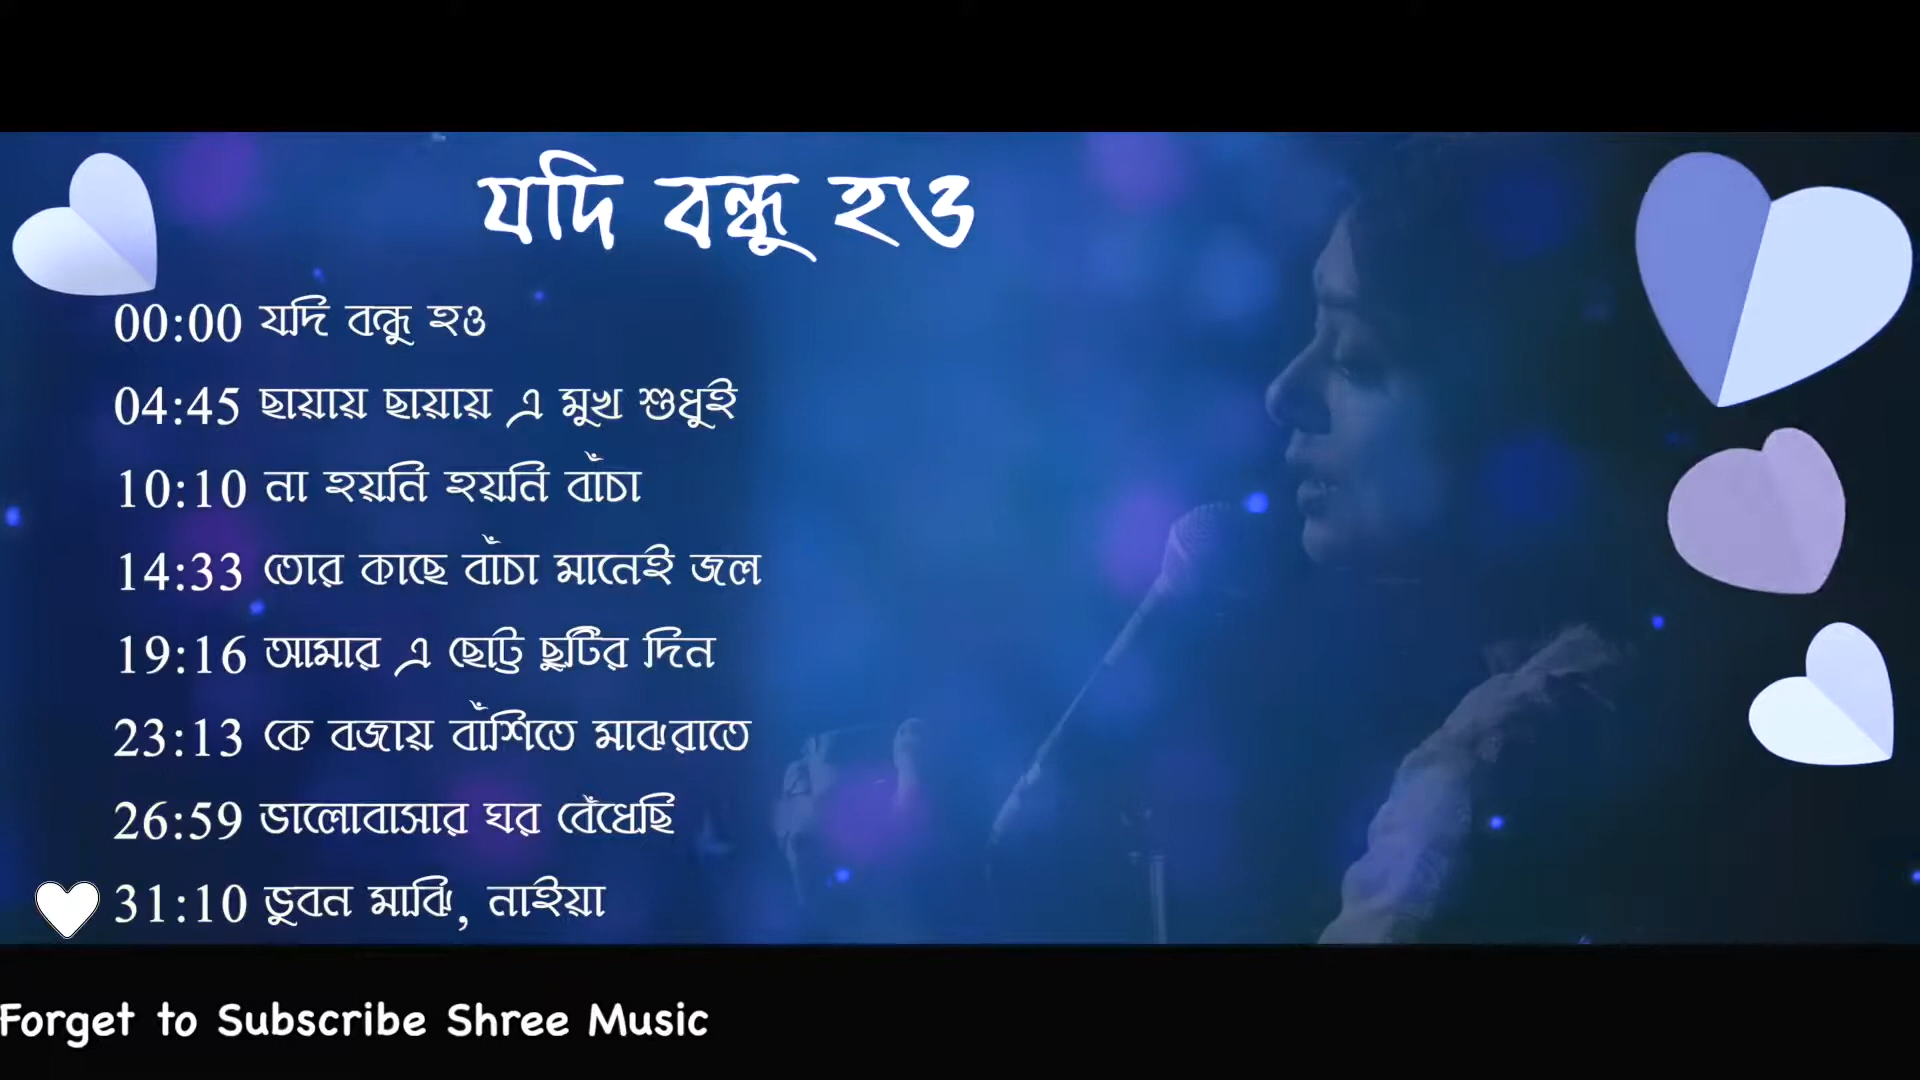 যদি বন্ধু হও
00:00 যদি বন্ধু হও
04:45 ছায়ায় ছায়ায় এ মুখ শুধুই
10:10 না হয়নি হয়নি বাঁচা
14:33 তোর কাছে বাঁচা মানেই জল
19:16 আমার এ ছোট্ট ছুটির দিন
23:13 কে বজায় বাঁশিতে মাঝরাতে
26:59 ভালোবাসার ঘর বেঁধেছি
31:10 ভুবন মাঝি, নাইয়া
Forget to Subscribe Shree Music